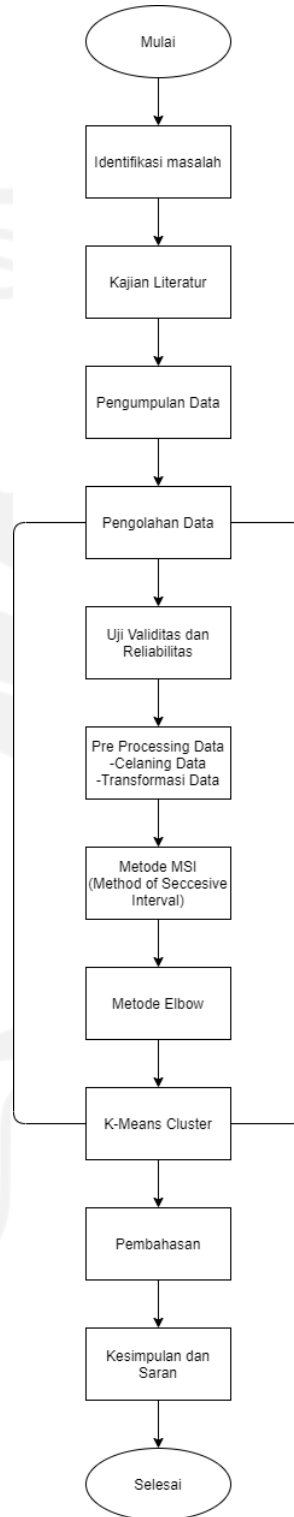 Mulai
Identifikasi masalah
Kajian Literatur
Pengumpulan Data
Pengolahan Data
Uji Validitas dan
Reliabilitas
Pre Processing Data
-Celaning Data
-Transformasi Data
Metode MSI
(Method of Seccesive
Interval)
Metode Elbow
K-Means Cluster
Pembahasan
Kesimpulan dan
Saran
Selesai